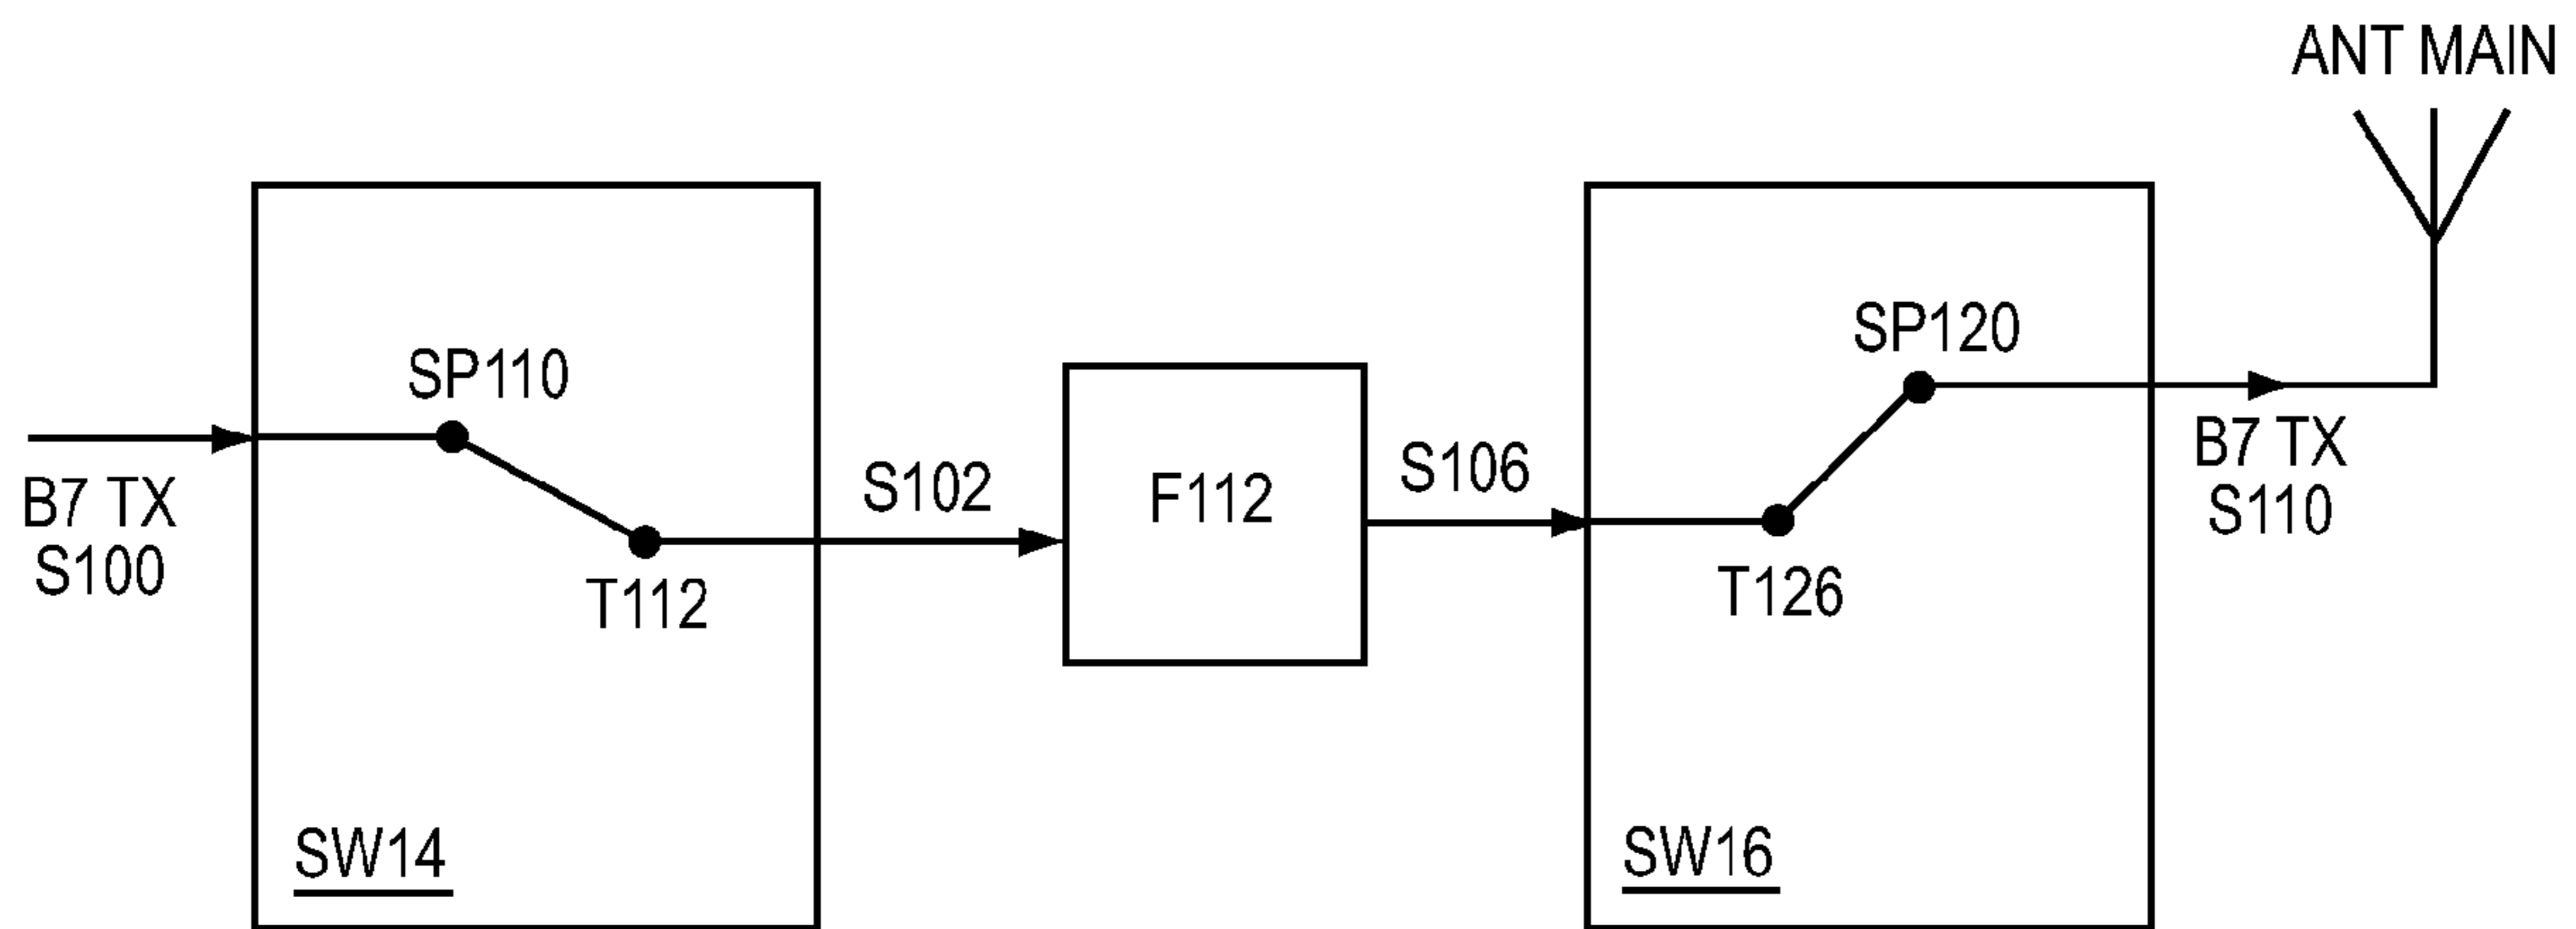 ANT MAIN
SP120
SP110
B7 TX
S110
S106
S102
F112
B7 TX
S100
T126
T112
SW14
SW16